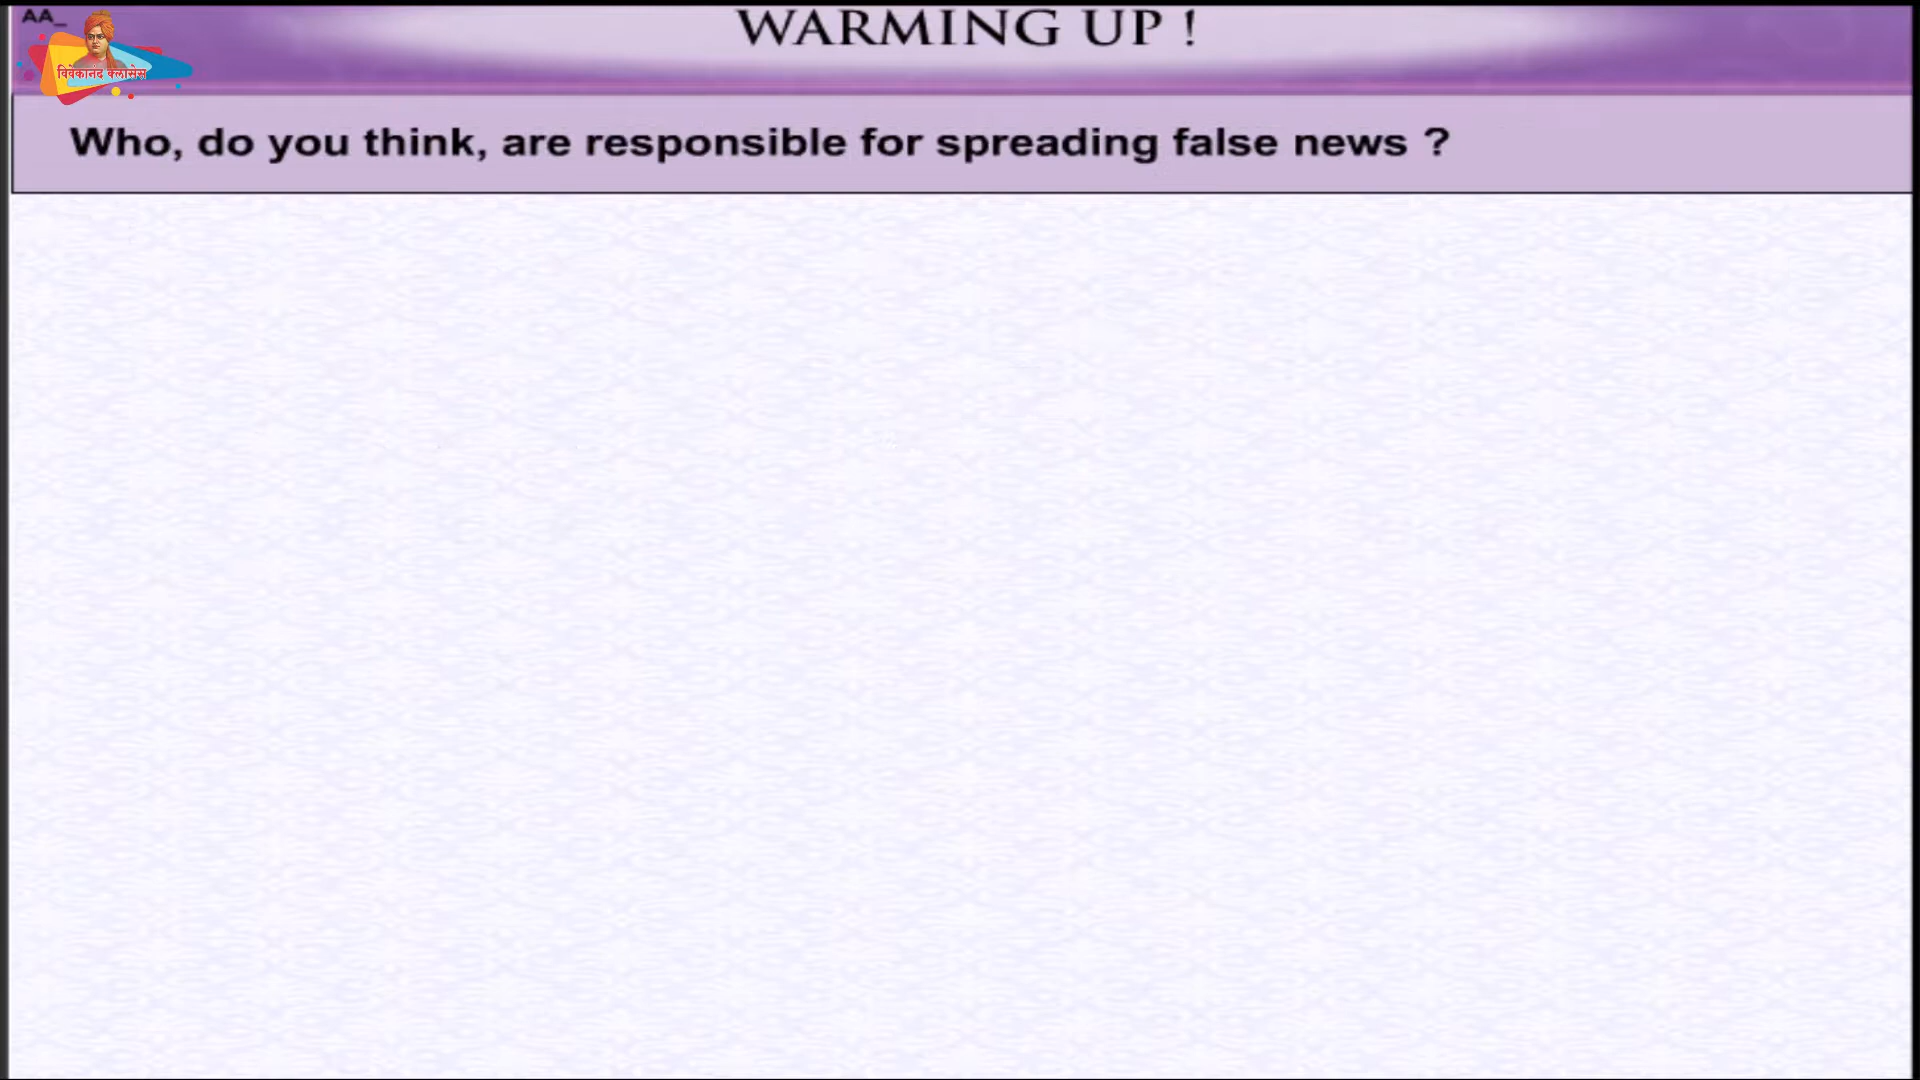 AA_
WARMING UP !
विवेकानंद क्लासेस
Who, do you think, are responsible for spreading false news ?